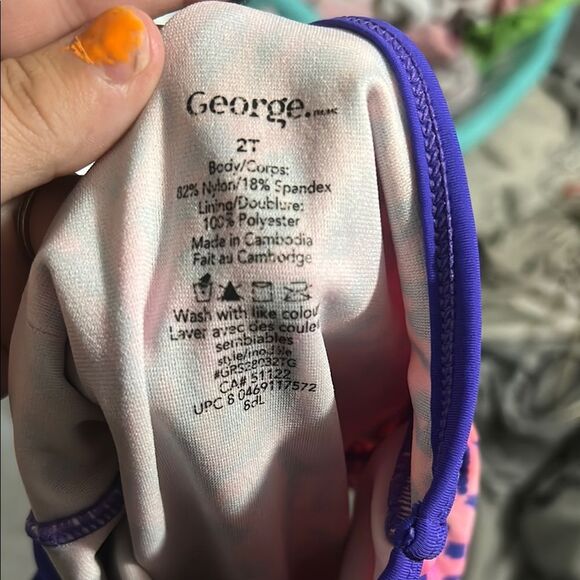 George.
2T
Body/Corps:
82% Nylon/18% Spandex
Lining/Doublure:
100% Polyester
Made in Cambodia
Fait au Cambodge
Wash with like colou
Laver avec des coule
semblables
style/no.
CA# 51122
UPC 8 0469117572